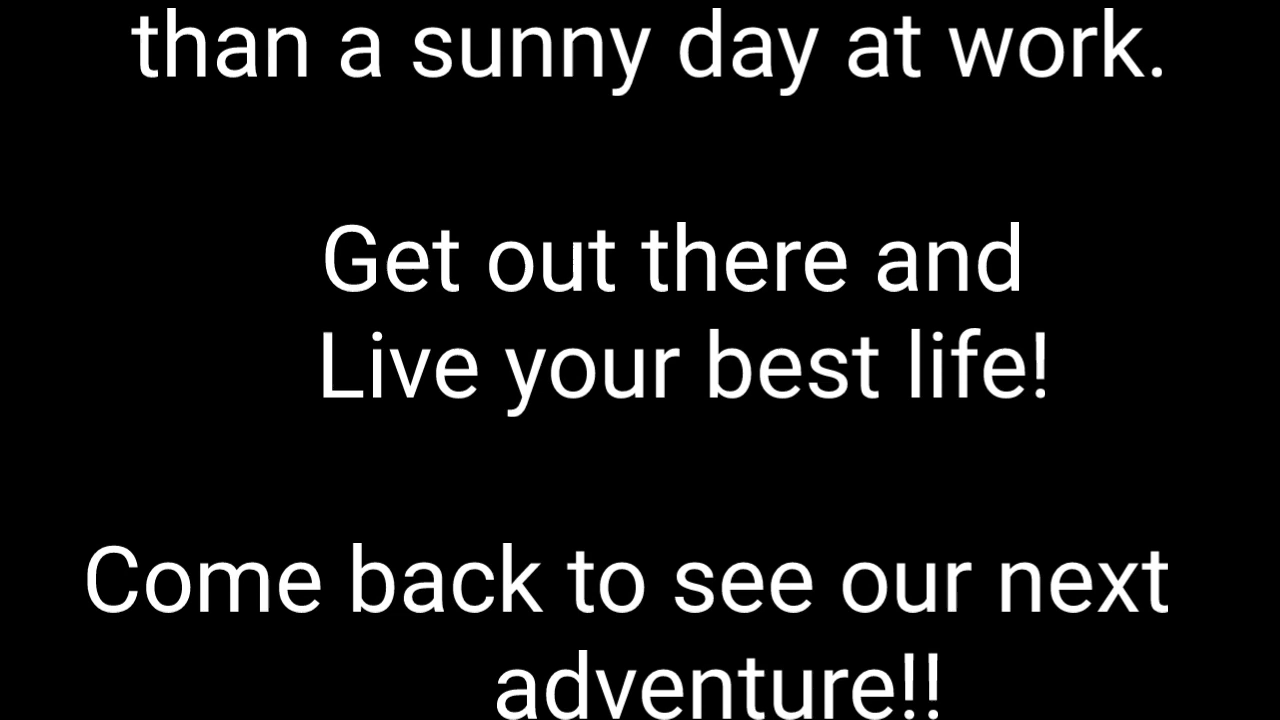 than a sunny day at work.
Get out there and
Live your best life!
Come back to see our next
adventure!!